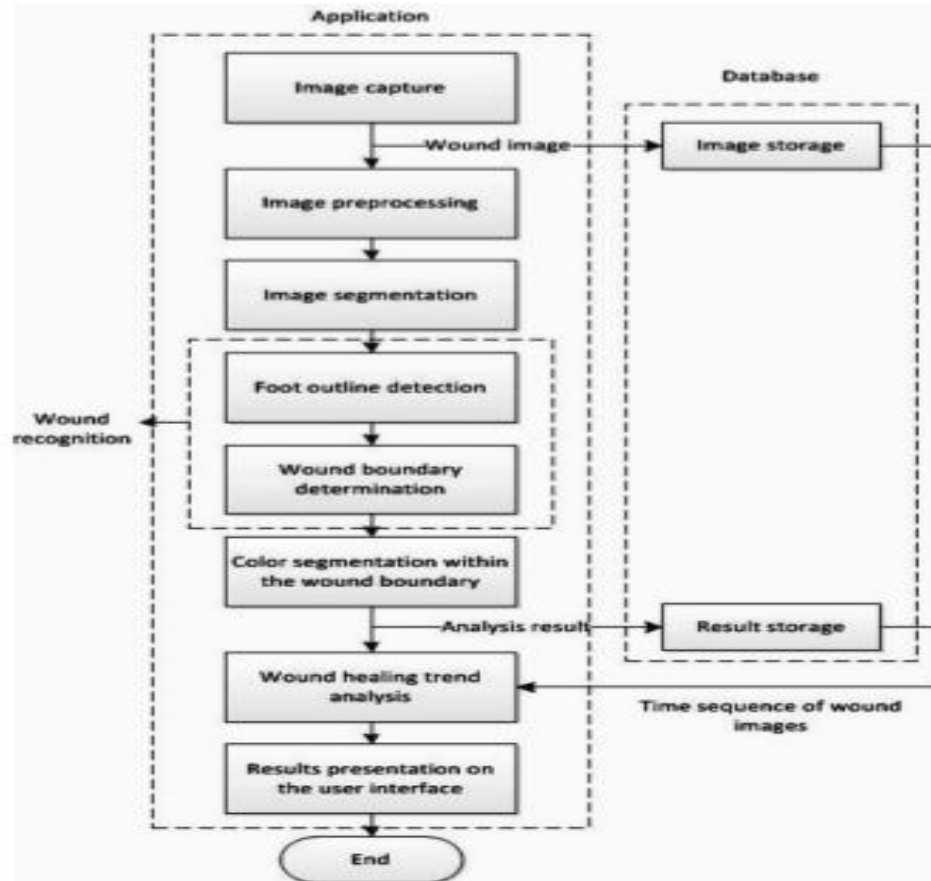 Application
Image capture
Database
Wound image
Image storage
Image preprocessing
Image segmentation
Foot outline detection
Wound
recognition
Wound boundary
determination
Color segmentation within
the wound boundary
Analysis result
Result storage
Wound healing trend
analysis
Time sequence of wound
images
Results presentation on
the user interface
End